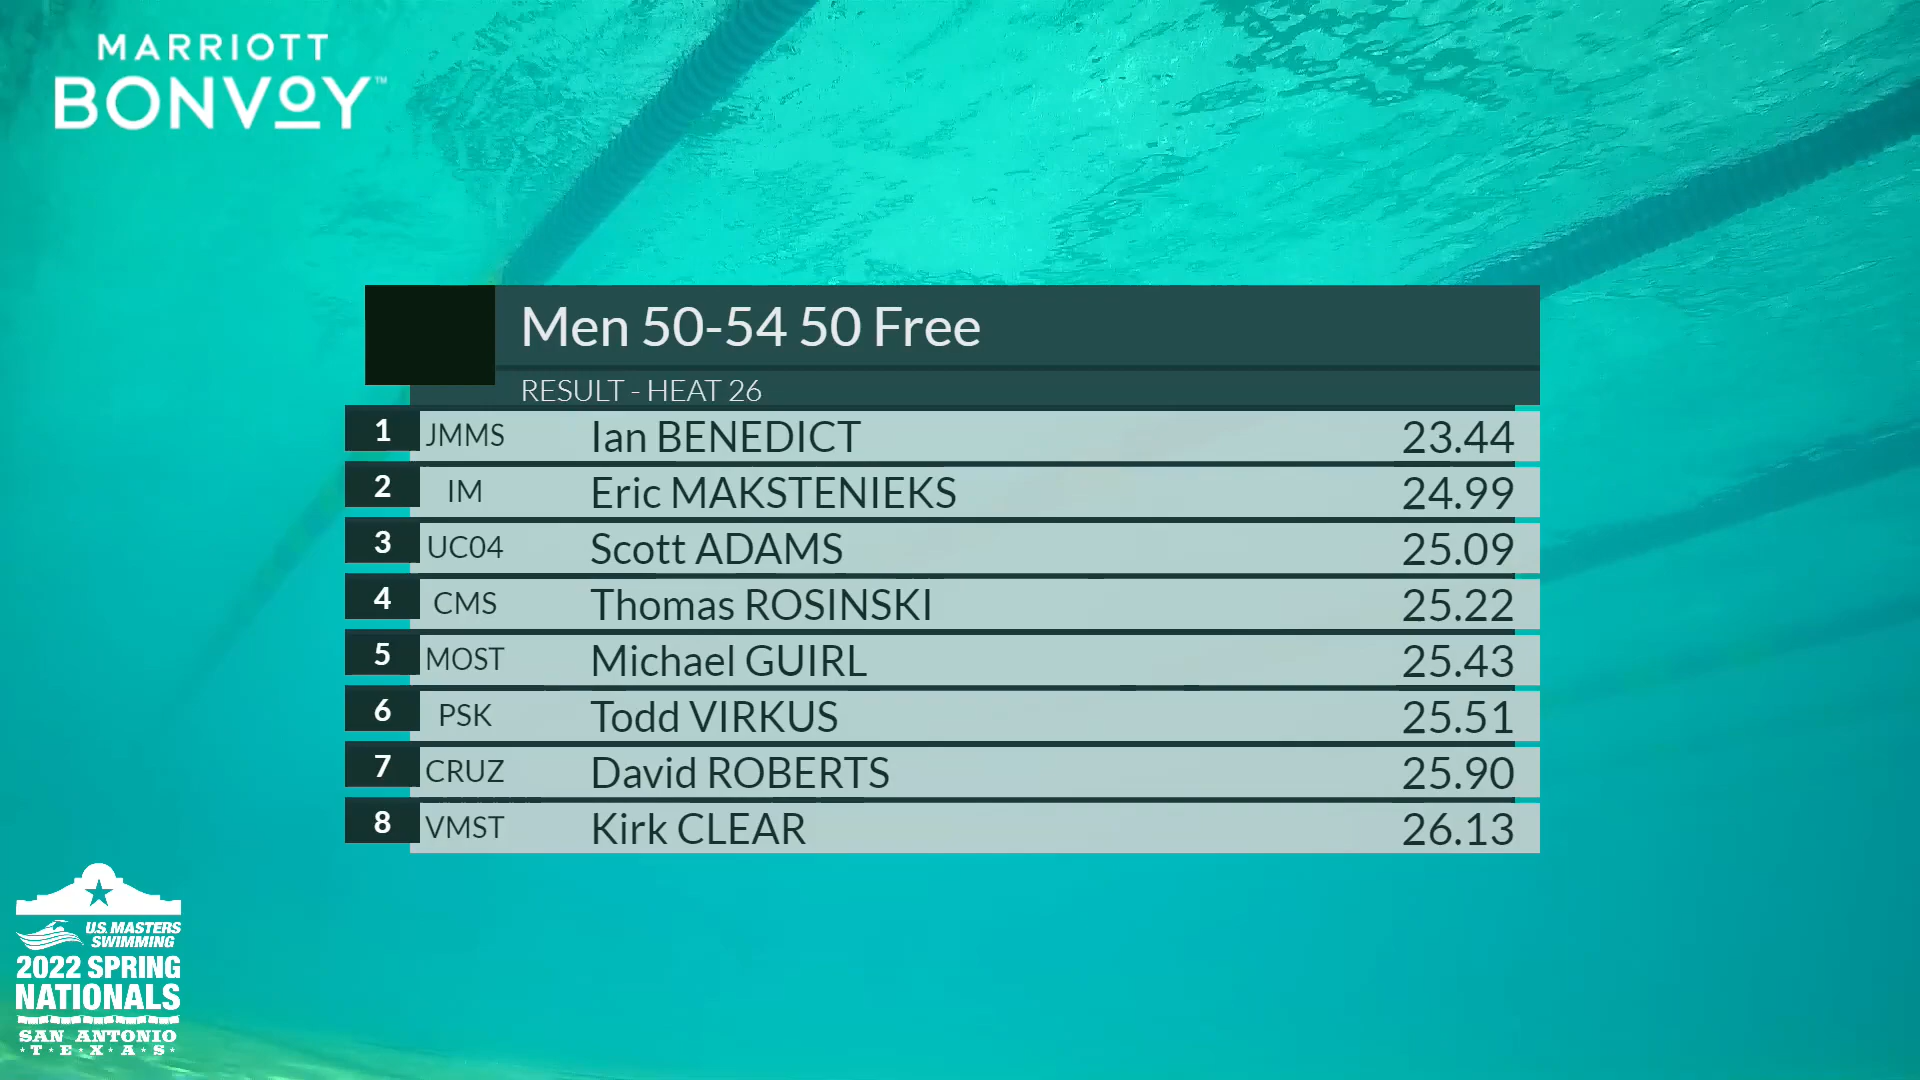 MARRIOTT
BONVOY™
Men 50-54 50 Free
RESULT - HEAT 26
1 JMMS Ian BENEDICT 23.44
2 IM Eric MAKSTENIEKS 24.99
3 UC04 Scott ADAMS 25.09
4 CMS Thomas ROSINSKI 25.22
5 MOST Michael GUIRL 25.43
6 PSK Todd VIRKUS 25.51
7 CRUZ David ROBERTS 25.90
8 VMST Kirk CLEAR 26.13
U.S. MASTERS
SWIMMING
2022 SPRING
NATIONALS
SAN ANTONIO
·T·E·X·A·S·